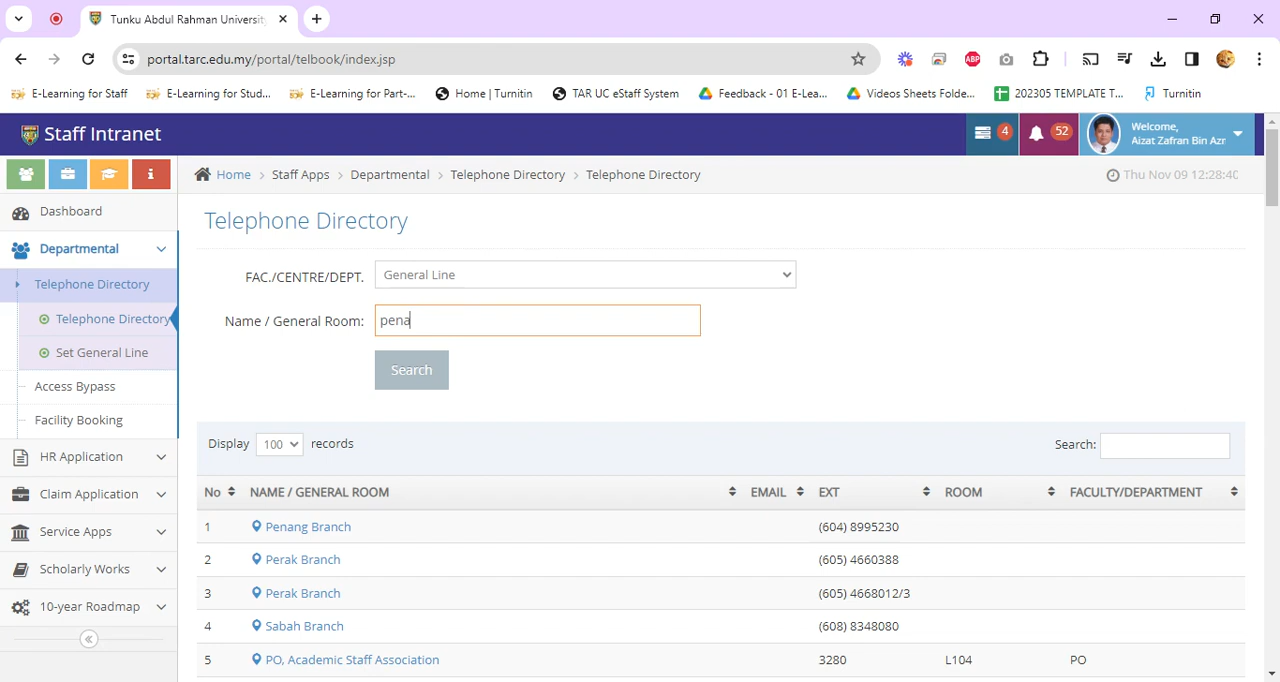 Tunku Abdul Rahman University
portal.tarc.edu.my/portal/telbook/index.jsp
ABP
E-Learning for Staff
E-Learning for Stud...
E-Learning for Part-...
Home | Turnitin
TAR UC eStaff System
Feedback - 01 E-Lea...
Videos Sheets Folde...
202305 TEMPLATE T...
Turnitin
Staff Intranet
4
52
Welcome,
Aizat Zafran Bin Azr
Home > Staff Apps > Departmental > Telephone Directory > Telephone Directory
Thu Nov 09 12:28:40
Dashboard
Departmental
Telephone Directory
Telephone Directory
Set General Line
Access Bypass
Facility Booking
HR Application
Claim Application
Service Apps
Scholarly Works
10-year Roadmap
Telephone Directory
FAC./CENTRE/DEPT. General Line
Name / General Room: pena
Search
Display 100 records
Search:
No NAME / GENERAL ROOM EMAIL EXT ROOM FACULTY/DEPARTMENT
1 Penang Branch (604) 8995230
2 Perak Branch (605) 4660388
3 Perak Branch (605) 4668012/3
4 Sabah Branch (608) 8348080
5 PO, Academic Staff Association 3280 L104 PO